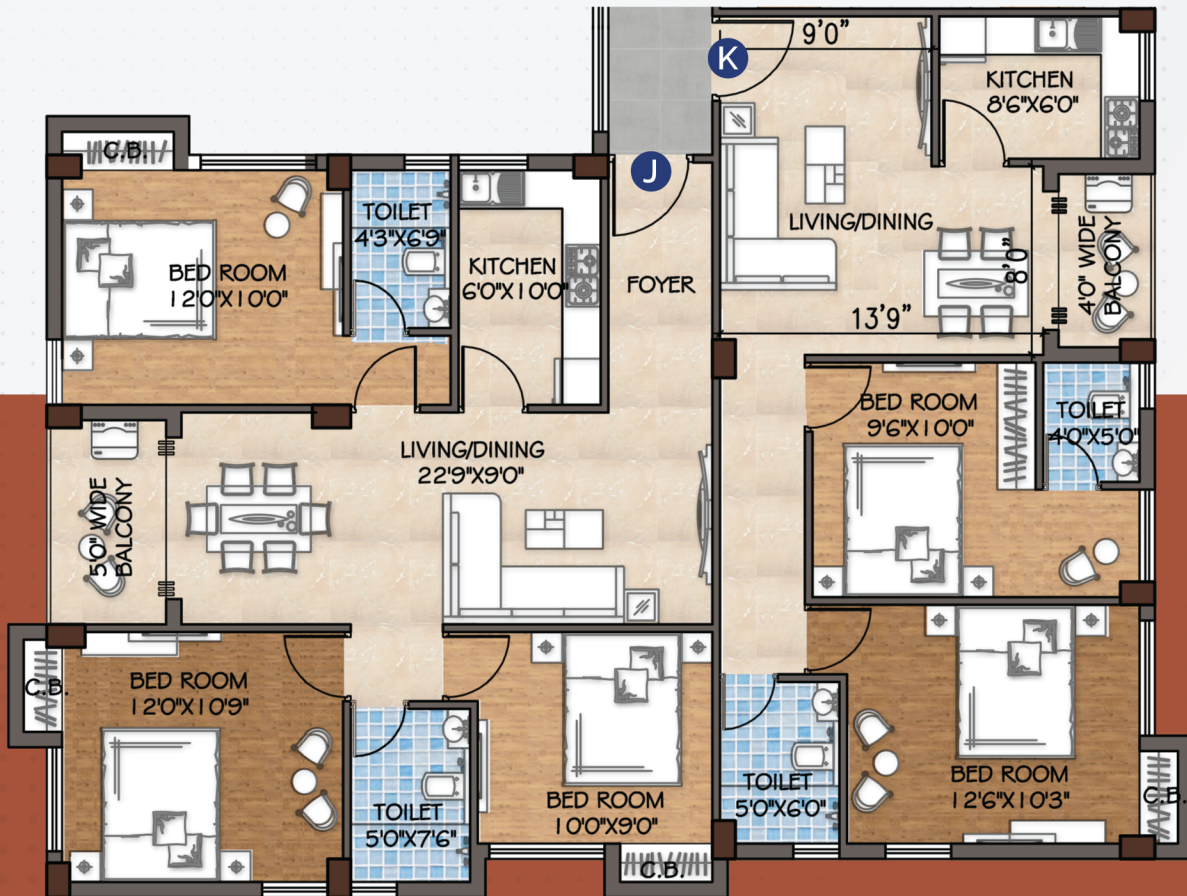 9'0"
K
KITCHEN
8'6"X6'0"
C.B.
J
TOILET
4'3"X6'9"
LIVING/DINING
4'0" WIDE
BALCONY
8'0"
BED ROOM
12'0"X10'0"
KITCHEN
6'0"X10'0"
FOYER
13'9"
BED ROOM
9'6"X10'0"
TOILET
4'0"X5'0"
LIVING/DINING
22'9"X9'0"
5'0" WIDE
BALCONY
C.B.
BED ROOM
12'0"X10'9"
BED ROOM
10'0"X9'0"
TOILET
5'0"X7'6"
TOILET
5'0"X6'0"
BED ROOM
12'6"X10'3"
C.B.
C.B.